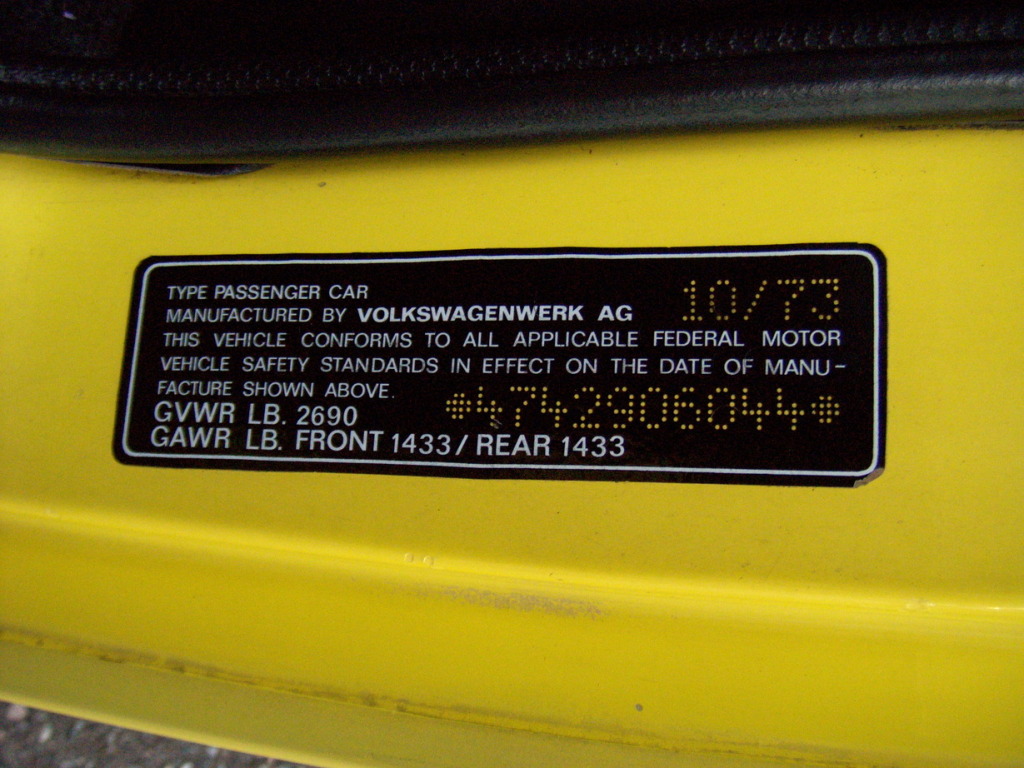 TYPE PASSENGER CAR 10/73
MANUFACTURED BY VOLKSWAGENWERK AG
THIS VEHICLE CONFORMS TO ALL APPLICABLE FEDERAL MOTOR
VEHICLE SAFETY STANDARDS IN EFFECT ON THE DATE OF MANU-
FACTURE SHOWN ABOVE.
GVWR LB. 2690 *4742906044*
GAWR LB. FRONT 1433/ REAR 1433